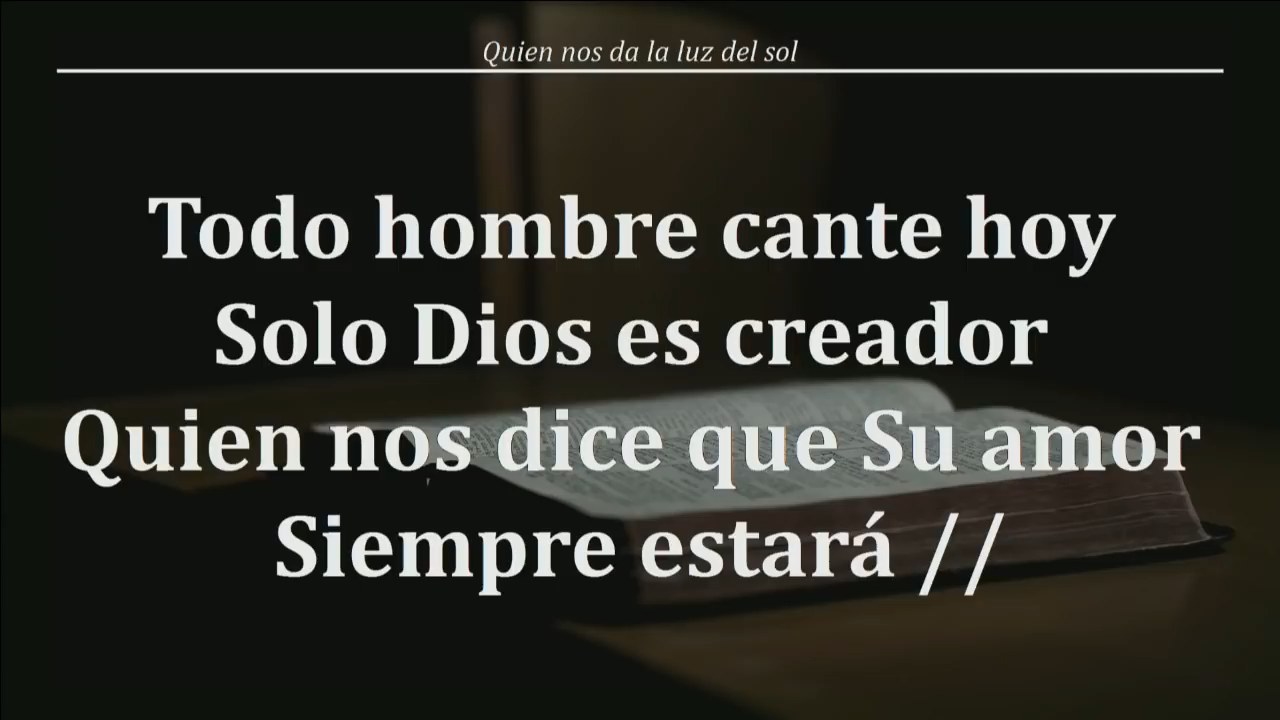 Quien nos da la luz del sol
Todo hombre cante hoy
Solo Dios es creador
Quien nos dice que Su amor
Siempre estará //